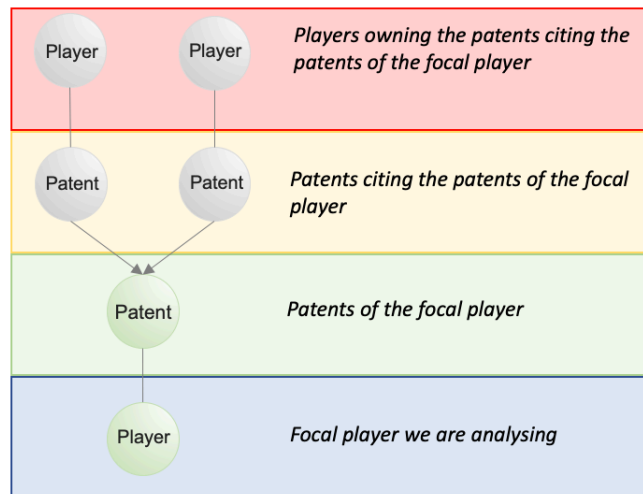 Player Player Players owning the patents citing the
patents of the focal player
Patent Patent Patents citing the patents of the focal
player
Patent Patents of the focal player
Player Focal player we are analysing